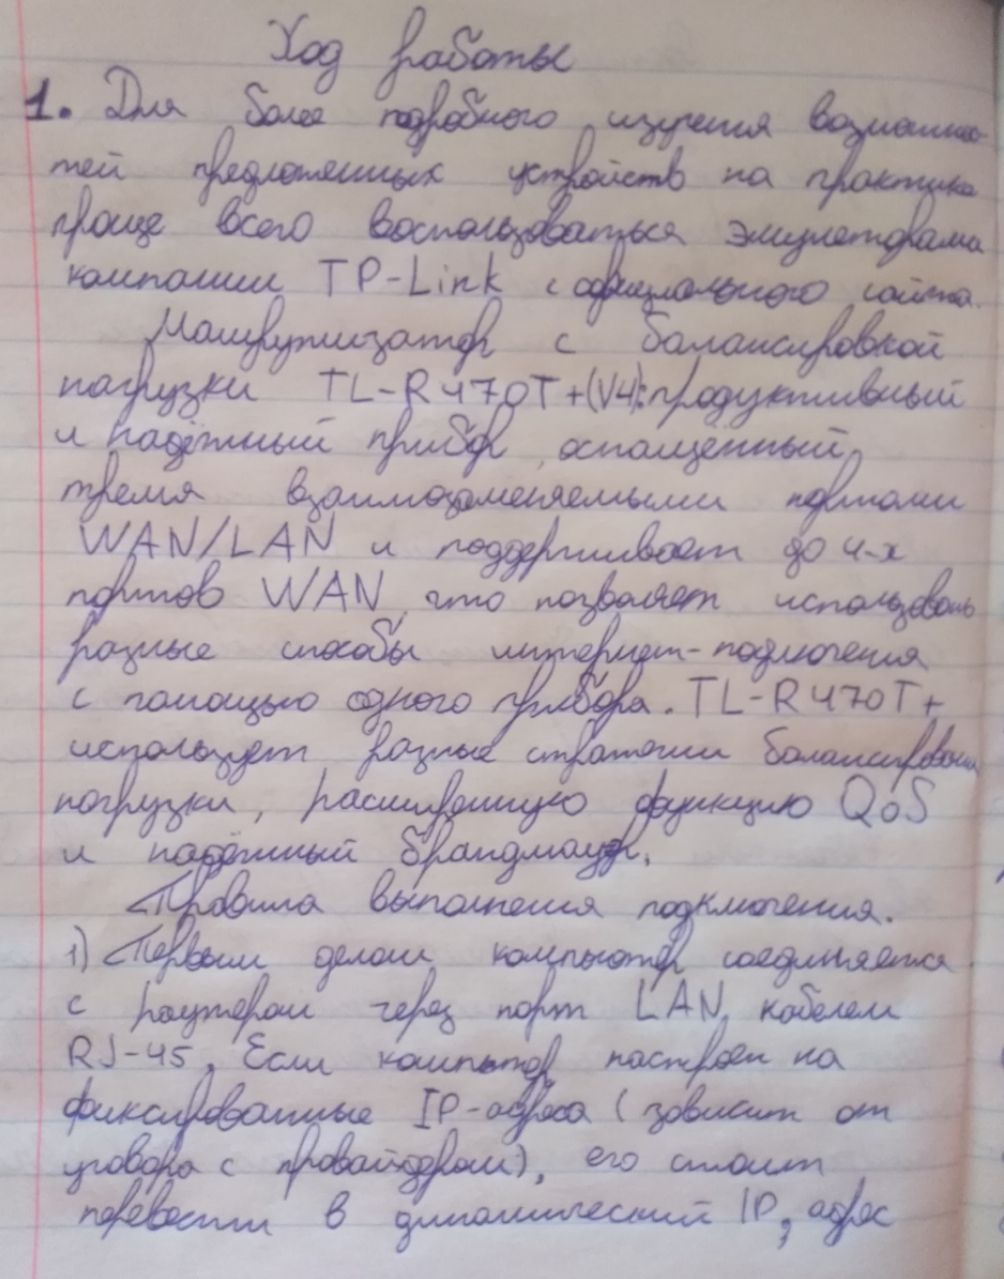 Ход работы
1. Для более подробного изучения возможнос-
тей предложенных устройств на практике
проще всего воспользоваться эмуляторами
компании TP-Link с официального сайта.
Маршрутизатор с балансировкой
нагрузки TL-R470T+(V4): продуктивный
и надёжный прибор, оснащенный
тремя взаимозаменяемыми портами
WAN/LAN и поддерживает до 4-х
портов WAN, что позволяет использовать
разные способы интернет-подключения
с помощью одного прибора. TL-R470T+
использует разные стратегии балансировки
нагрузки, расширенную функцию QoS
и надёжный брандмауэр.
Правила выполнения подключения.
1) Первым делом компьютер соединяется
с роутером через порт LAN, кабелем
RJ-45. Если компьютер настроен на
фиксированные IP-адреса (зависит от
уговора с провайдером), его стоит
перевести в динамический IP, адрес